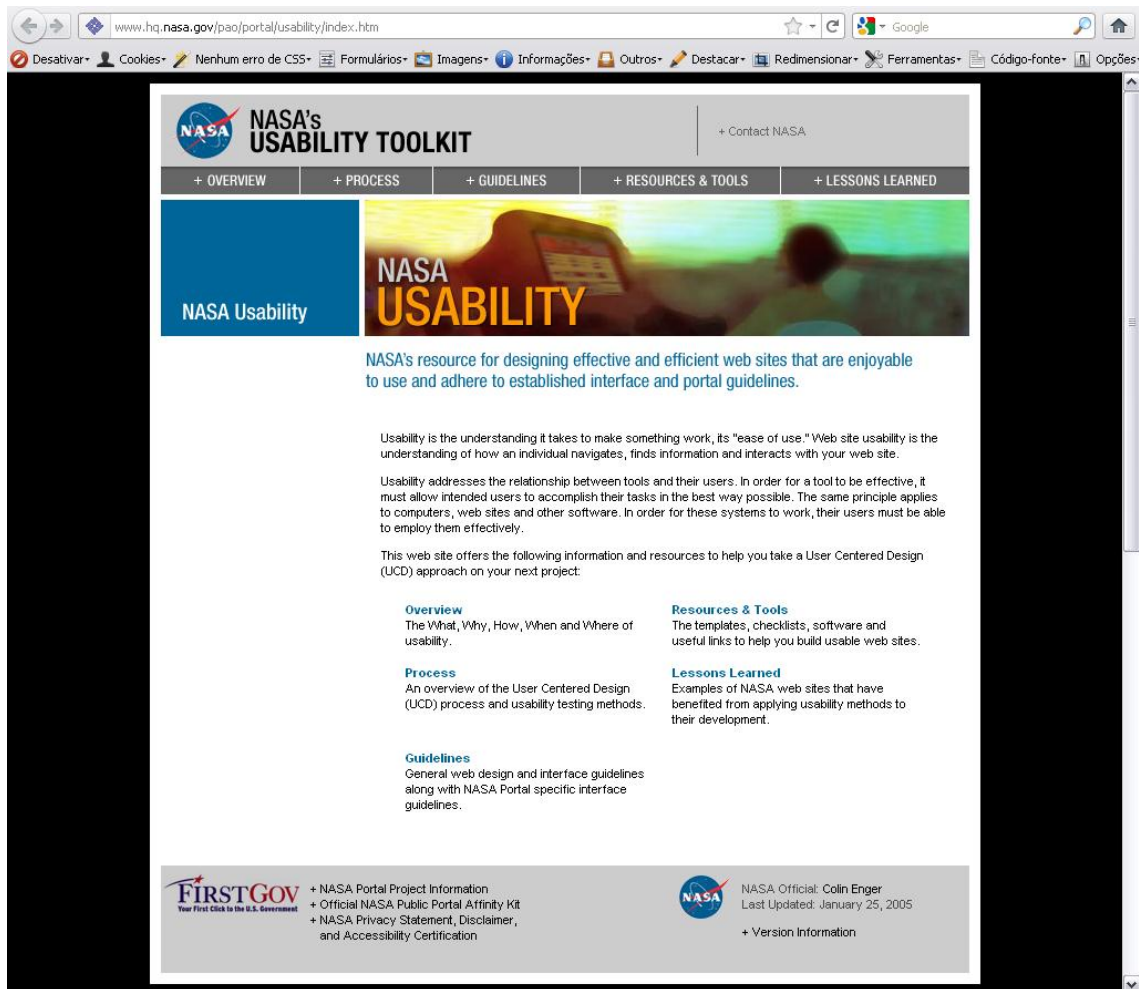 www.hq.nasa.gov/pao/portal/usability/index.htm
Google
Desativar Cookies Nenhum erro de CSS Formulários Imagens Informações Outros Destacar Redimensionar Ferramentas Código-fonte Opções
NASA
NASA's
USABILITY TOOLKIT
+ Contact NASA
+ OVERVIEW + PROCESS + GUIDELINES + RESOURCES & TOOLS + LESSONS LEARNED
NASA Usability
NASA
USABILITY
NASA's resource for designing effective and efficient web sites that are enjoyable
to use and adhere to established interface and portal guidelines.
Usability is the understanding it takes to make something work, its "ease of use." Web site usability is the
understanding of how an individual navigates, finds information and interacts with your web site.
Usability addresses the relationship between tools and their users. In order for a tool to be effective, it
must allow intended users to accomplish their tasks in the best way possible. The same principle applies
to computers, web sites and other software. In order for these systems to work, their users must be able
to employ them effectively.
This web site offers the following information and resources to help you take a User Centered Design
(UCD) approach on your next project:
Overview
The What, Why, How, When and Where of
usability.
Resources & Tools
The templates, checklists, software and
useful links to help you build usable web sites.
Process
An overview of the User Centered Design
(UCD) process and usability testing methods.
Lessons Learned
Examples of NASA web sites that have
benefited from applying usability methods to
their development.
Guidelines
General web design and interface guidelines
along with NASA Portal specific interface
guidelines.
FIRSTGOV
Your First Click to the U.S. Government
+ NASA Portal Project Information
+ Official NASA Public Portal Affinity Kit
+ NASA Privacy Statement, Disclaimer,
and Accessibility Certification
NASA
NASA Official: Colin Enger
Last Updated: January 25, 2005
+ Version Information